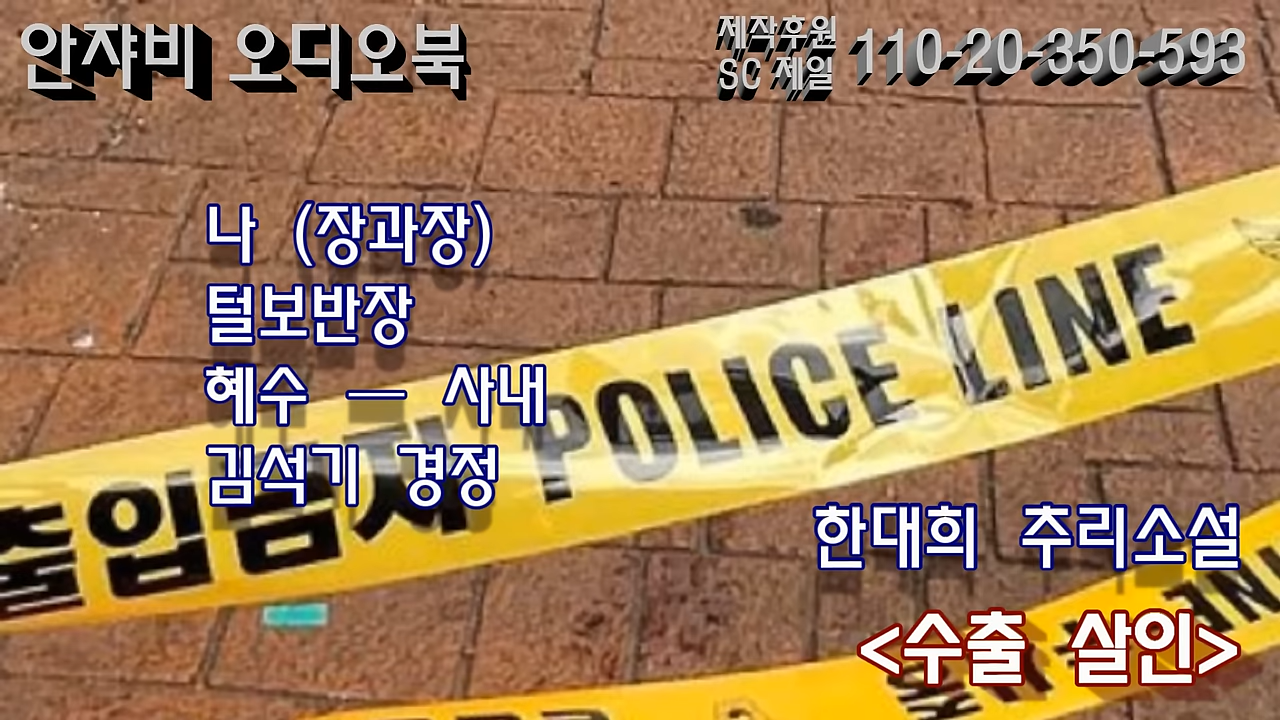 안쟈비 오디오북
제작후원
SC 제일
110-20-350-593
나 (장과장)
털보반장
혜수 — 사내
김석기 경정
출입금지 POLICE LINE
한대희 추리소설
<수출 살인>